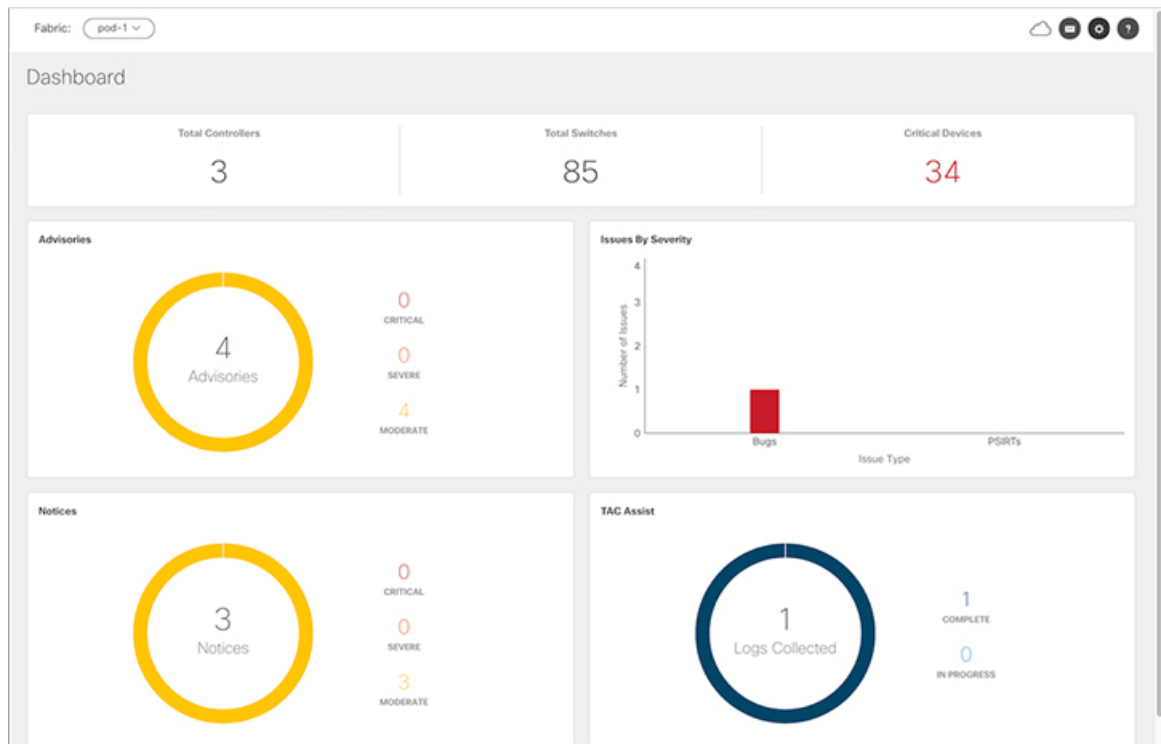 Fabric: pod-1
?
Dashboard
Total Controllers
3
Total Switches
85
Critical Devices
34
Advisories
4
Advisories
0
CRITICAL
0
SEVERE
4
MODERATE
Issues By Severity
Number of Issues
4
3
2
1
0
Bugs
PSIRTs
Issue Type
Notices
3
Notices
0
CRITICAL
0
SEVERE
3
MODERATE
TAC Assist
1
Logs Collected
1
COMPLETE
0
IN PROGRESS